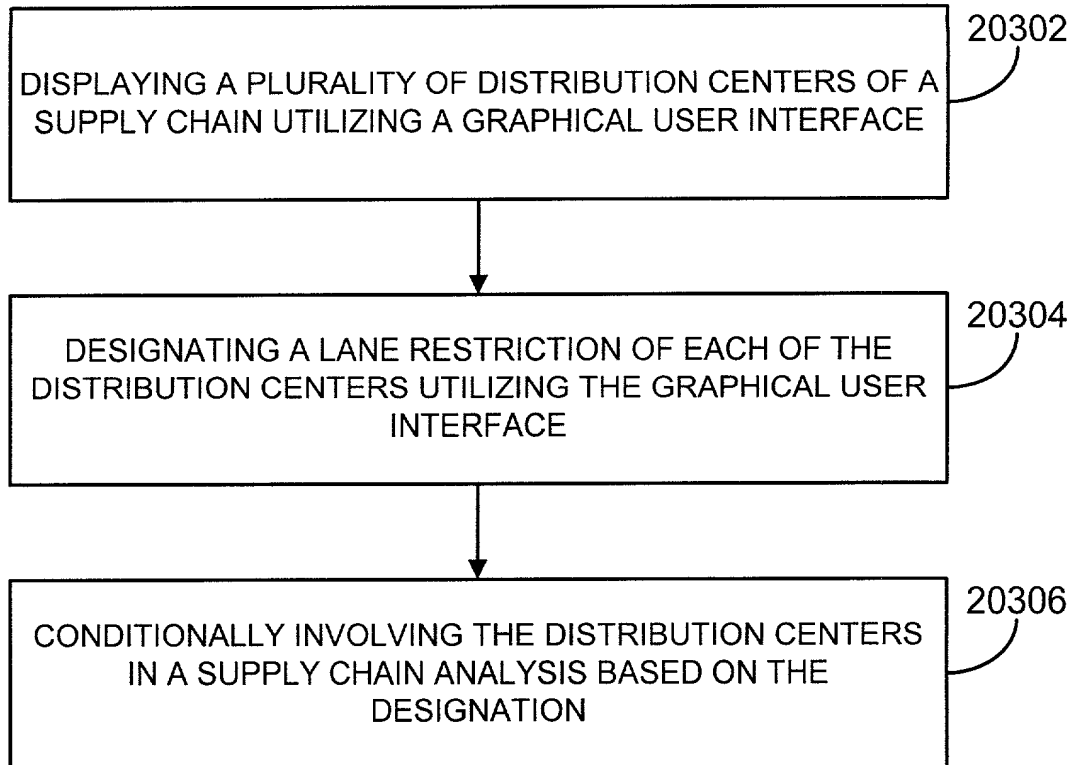 20302
DISPLAYING A PLURALITY OF DISTRIBUTION CENTERS OF A
SUPPLY CHAIN UTILIZING A GRAPHICAL USER INTERFACE
20304
DESIGNATING A LANE RESTRICTION OF EACH OF THE
DISTRIBUTION CENTERS UTILIZING THE GRAPHICAL USER
INTERFACE
20306
CONDITIONALLY INVOLVING THE DISTRIBUTION CENTERS
IN A SUPPLY CHAIN ANALYSIS BASED ON THE
DESIGNATION